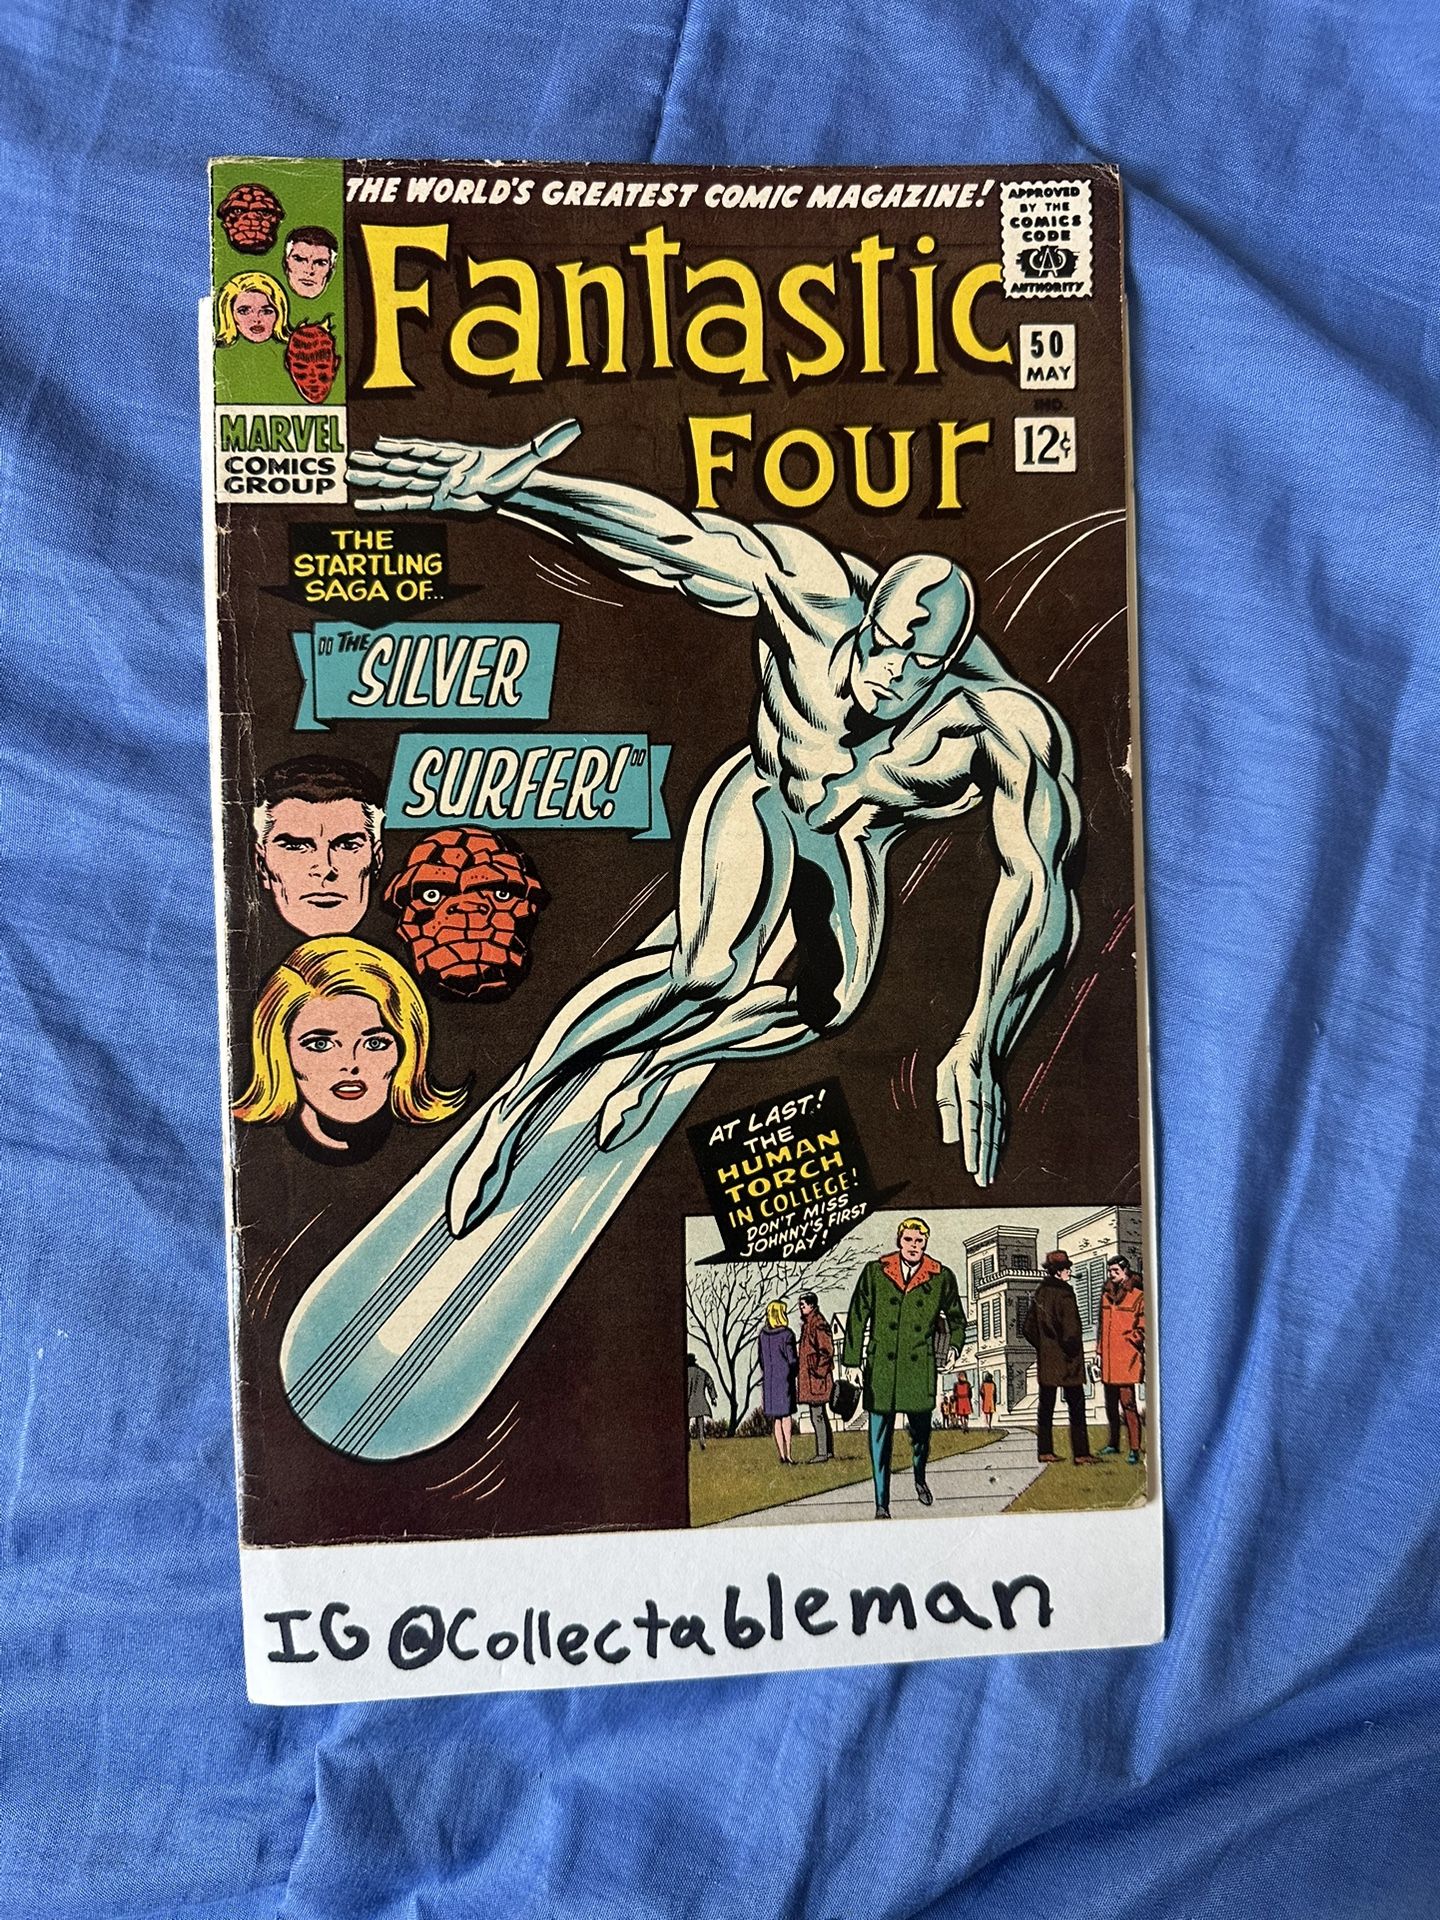 THE WORLD'S GREATEST COMIC MAGAZINE!
Fantastic
Four
APPROVED
BY THE
COMICS
CODE
CA
AUTHORITY
50
MAY
IND.
12¢
MARVEL
COMICS
GROUP
THE
STARTLING
SAGA OF...
"THE SILVER
SURFER!"
AT LAST!
THE
HUMAN
TORCH
IN COLLEGE!
DON'T MISS
JOHNNY'S FIRST
DAY!
IG @Collectableman